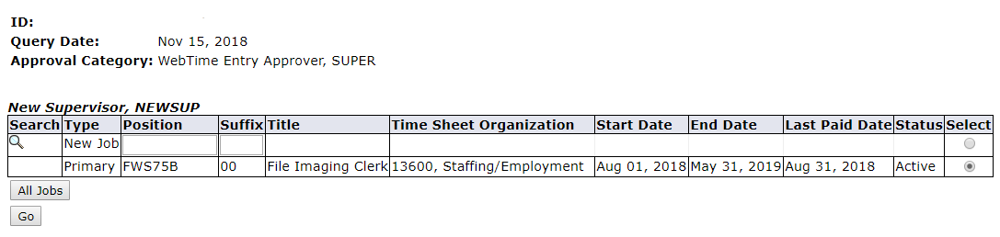 ID:
Query Date: Nov 15, 2018
Approval Category: WebTime Entry Approver, SUPER
New Supervisor, NEWSUP
Search Type Position Suffix Title Time Sheet Organization Start Date End Date Last Paid Date Status Select
New Job
Primary FWS75B 00 File Imaging Clerk 13600, Staffing/Employment Aug 01, 2018 May 31, 2019 Aug 31, 2018 Active
All Jobs
Go